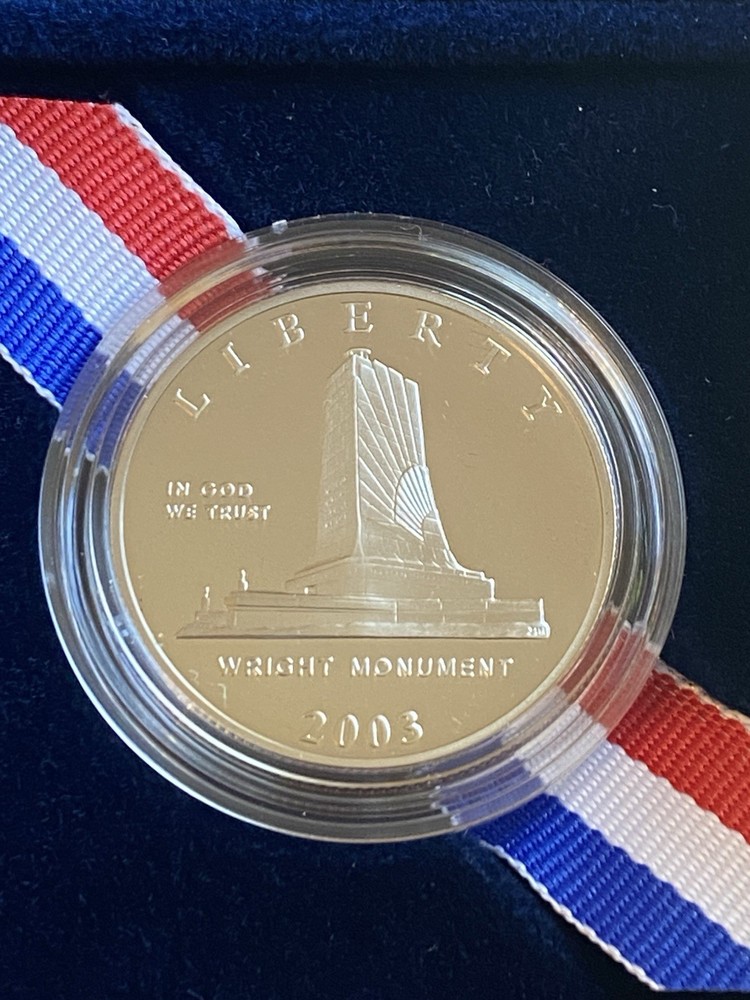 LIBERTY
IN GOD
WE TRUST
WRIGHT MONUMENT
2003